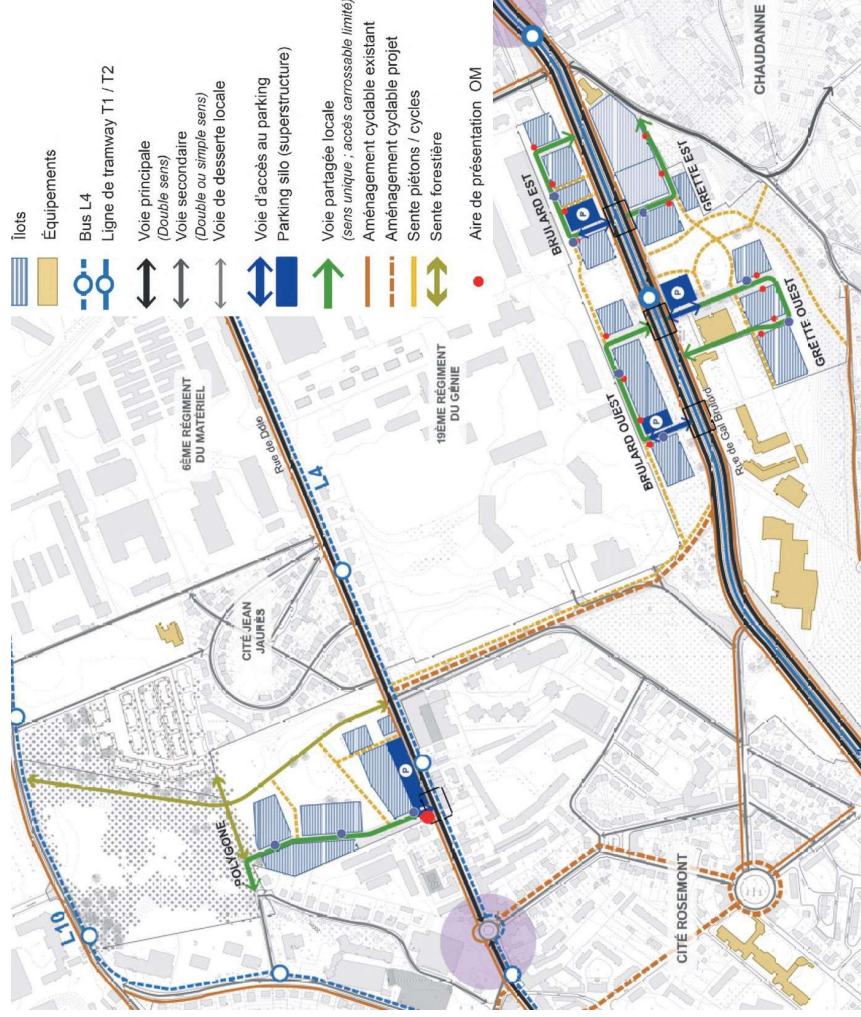 Îlots
Équipements
Bus L4
Ligne de tramway T1 / T2
Voie principale
(Double sens)
Voie secondaire
(Double ou simple sens)
Voie de desserte locale
Voie d'accès au parking
Parking silo (superstructure)
Voie partagée locale
(sens unique ; accès carrossable limité)
Aménagement cyclable existant
Aménagement cyclable projet
Sente piétons / cycles
Sente forestière
Aire de présentation OM
CHAUDANNE
BRULARD EST
P
GRETTE EST
6ÈME RÉGIMENT
DU MATÉRIEL
Rue de Dole
L4
19ÈME RÉGIMENT
DU GÉNIE
P
BRULARD OUEST
P
GRETTE OUEST
Rue de Gal Brulard
CITÉ JEAN
JAURÈS
POLYGONE
P
L10
CITÉ ROSEMONT